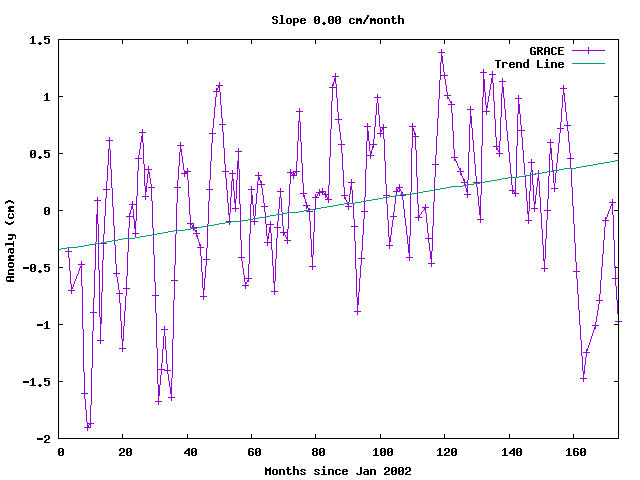 Slope 0.00 cm/month
GRACE
Trend Line
1.5
1
0.5
0
-0.5
-1
-1.5
-2
Anomaly (cm)
0 20 40 60 80 100 120 140 160
Months since Jan 2002